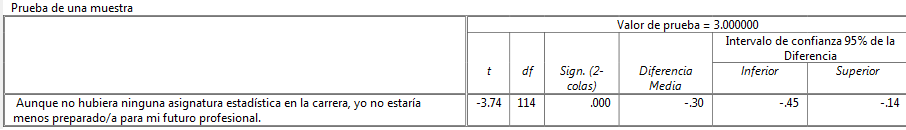 Prueba de una muestra
Valor de prueba = 3.000000
Intervalo de confianza 95% de la
Diferencia
t df Sign. (2-
colas) Diferencia
Media Inferior Superior
Aunque no hubiera ninguna asignatura estadística en la carrera, yo no estaría
menos preparado/a para mi futuro profesional. -3.74 114 .000 -.30 -.45 -.14